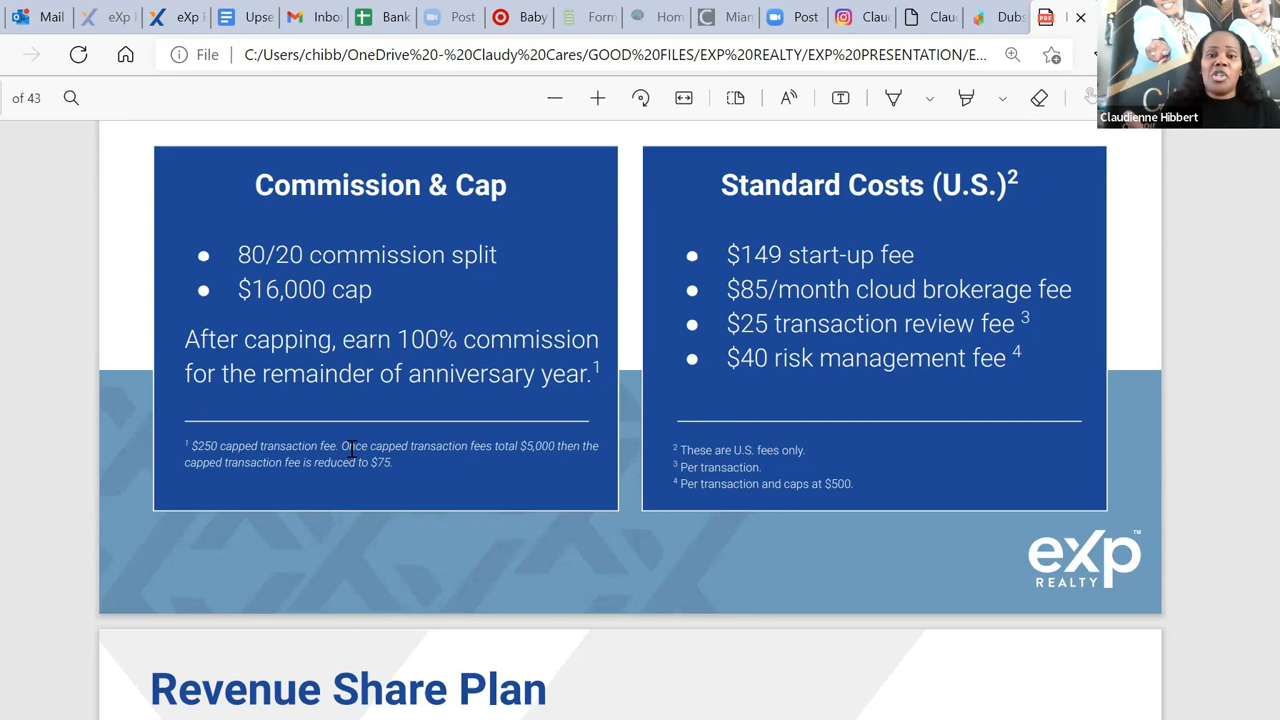 Mail
eXp
eXp
Upse
Inbo
Bank
Post
Baby
Form
Hom
Mian
Post
Clau
Clau
Dubs
File
C:/Users/chibb/OneDrive%20-%20Claudy%20Cares/GOOD%20FILES/EXP%20REALTY/EXP%20PRESENTATION/E...
of 43
Claudienne Hibbert
Commission & Cap
● 80/20 commission split
● $16,000 cap
After capping, earn 100% commission
for the remainder of anniversary year.1
1 $250 capped transaction fee. Once capped transaction fees total $5,000 then the
capped transaction fee is reduced to $75.
Standard Costs (U.S.)2
● $149 start-up fee
● $85/month cloud brokerage fee
● $25 transaction review fee 3
● $40 risk management fee 4
2 These are U.S. fees only.
3 Per transaction.
4 Per transaction and caps at $500.
eXp™
REALTY
Revenue Share Plan